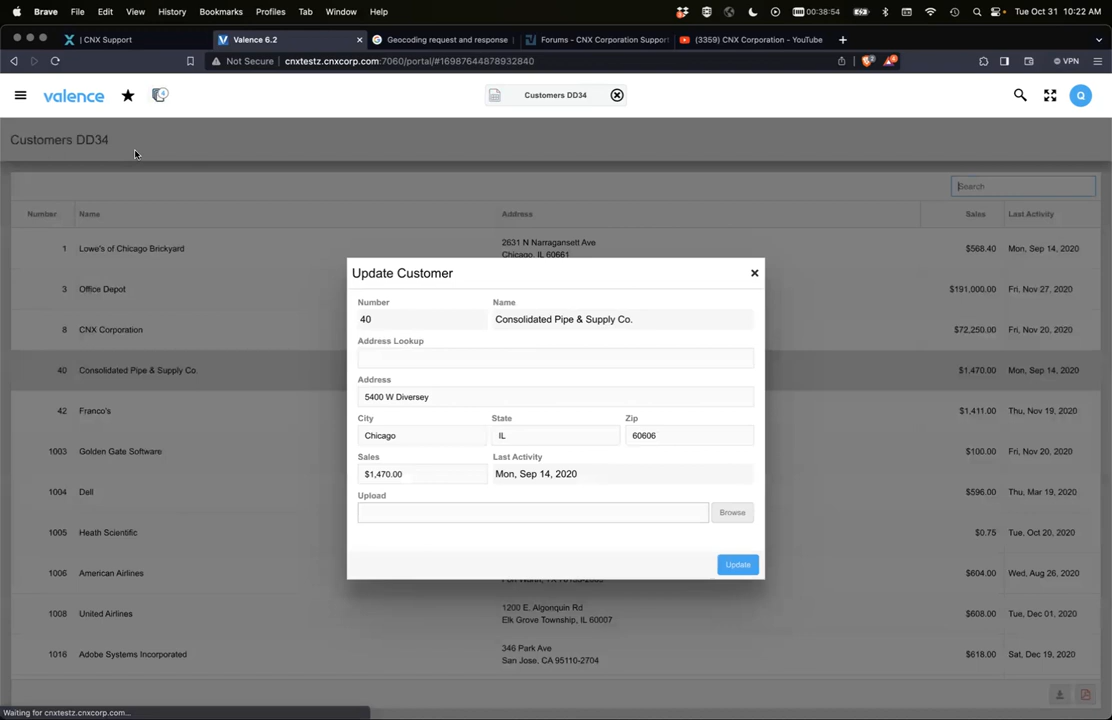 Brave File Edit View History Bookmarks Profiles Tab Window Help 00:38:54 Tue Oct 31 10:22 AM
| CNX Support Valence 6.2 Geocoding request and response Forums - CNX Corporation Support (3359) CNX Corporation - YouTube
Not Secure cnxtestz.cnxcorp.com:7060/portal/#16987644878932840 VPN
valence Customers DD34 Q
Customers DD34
Search
Number Name Address Sales Last Activity
1 Lowe's of Chicago Brickyard 2631 N Narragansett Ave $568.40 Mon, Sep 14, 2020
Chicago, IL 60661
Update Customer
3 Office Depot $191,000.00 Fri, Nov 27, 2020
Number Name
40 Consolidated Pipe & Supply Co.
8 CNX Corporation $72,250.00 Fri, Nov 20, 2020
Address Lookup
40 Consolidated Pipe & Supply Co. $1,470.00 Mon, Sep 14, 2020
Address
5400 W Diversey
42 Franco's $1,411.00 Thu, Nov 19, 2020
City State Zip
Chicago IL 60606
1003 Golden Gate Software $100.00 Fri, Nov 20, 2020
Sales Last Activity
$1,470.00 Mon, Sep 14, 2020
1004 Dell $596.00 Thu, Mar 19, 2020
Upload
Browse
1005 Heath Scientific $0.75 Tue, Oct 20, 2020
Update
1006 American Airlines $604.00 Wed, Aug 26, 2020
1008 United Airlines 1200 E. Algonquin Rd $608.00 Tue, Dec 01, 2020
Elk Grove Township, IL 60007
1016 Adobe Systems Incorporated 346 Park Ave $618.00 Sat, Dec 19, 2020
San Jose, CA 95110-2704
Waiting for cnxtestz.cnxcorp.com...